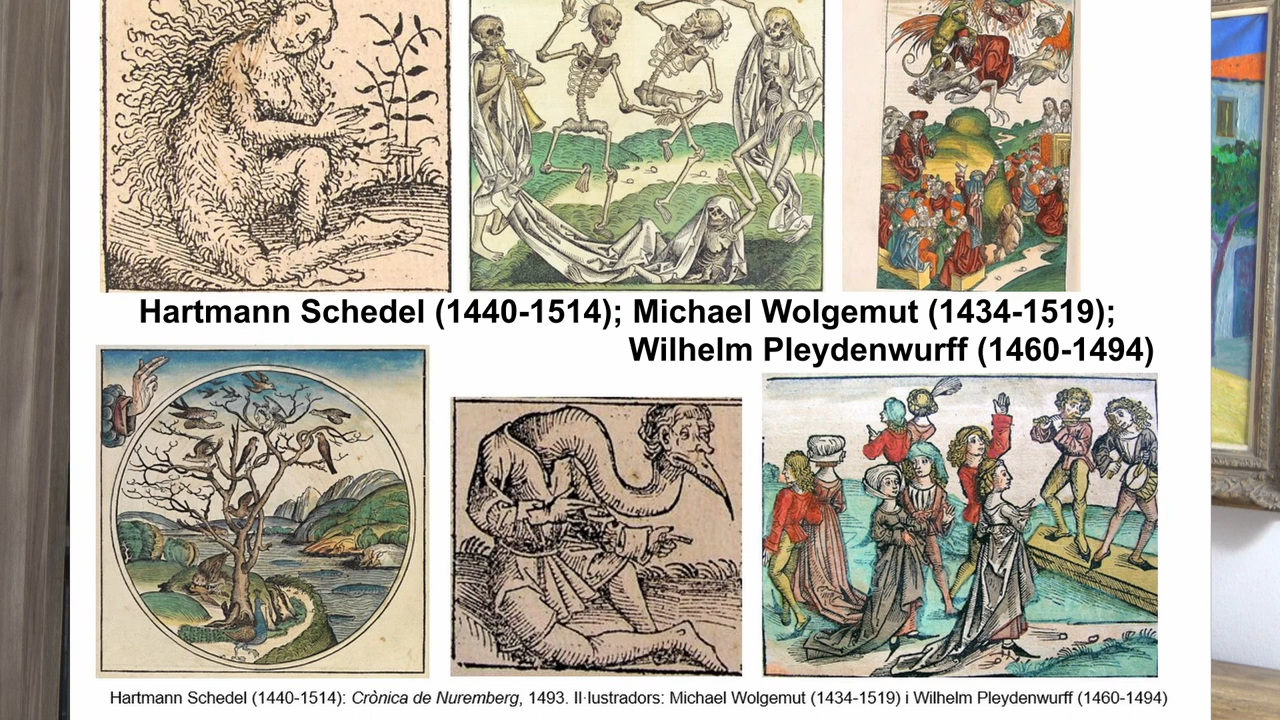 Hartmann Schedel (1440-1514); Michael Wolgemut (1434-1519);
Wilhelm Pleydenwurff (1460-1494)
Hartmann Schedel (1440-1514): Crònica de Nuremberg, 1493. Il·lustradors: Michael Wolgemut (1434-1519) i Wilhelm Pleydenwurff (1460-1494)